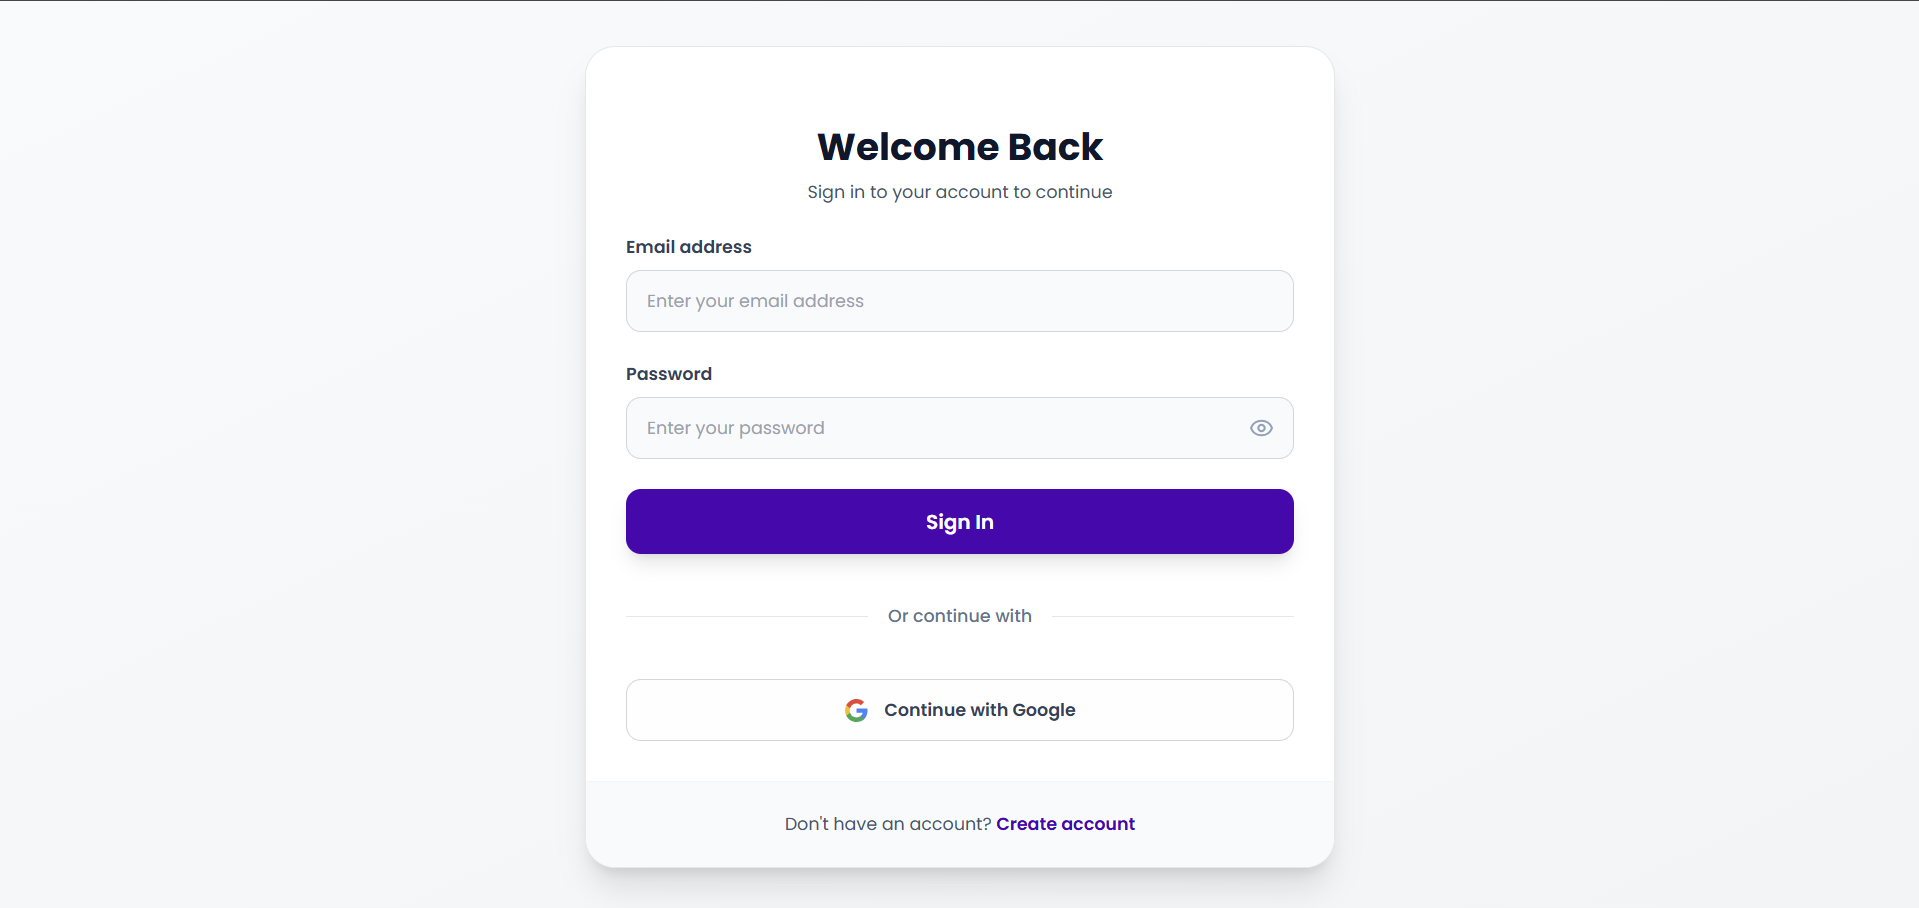 Welcome Back
Sign in to your account to continue
Email address
Enter your email address
Password
Enter your password
Sign In
Or continue with
Continue with Google
Don't have an account? Create account